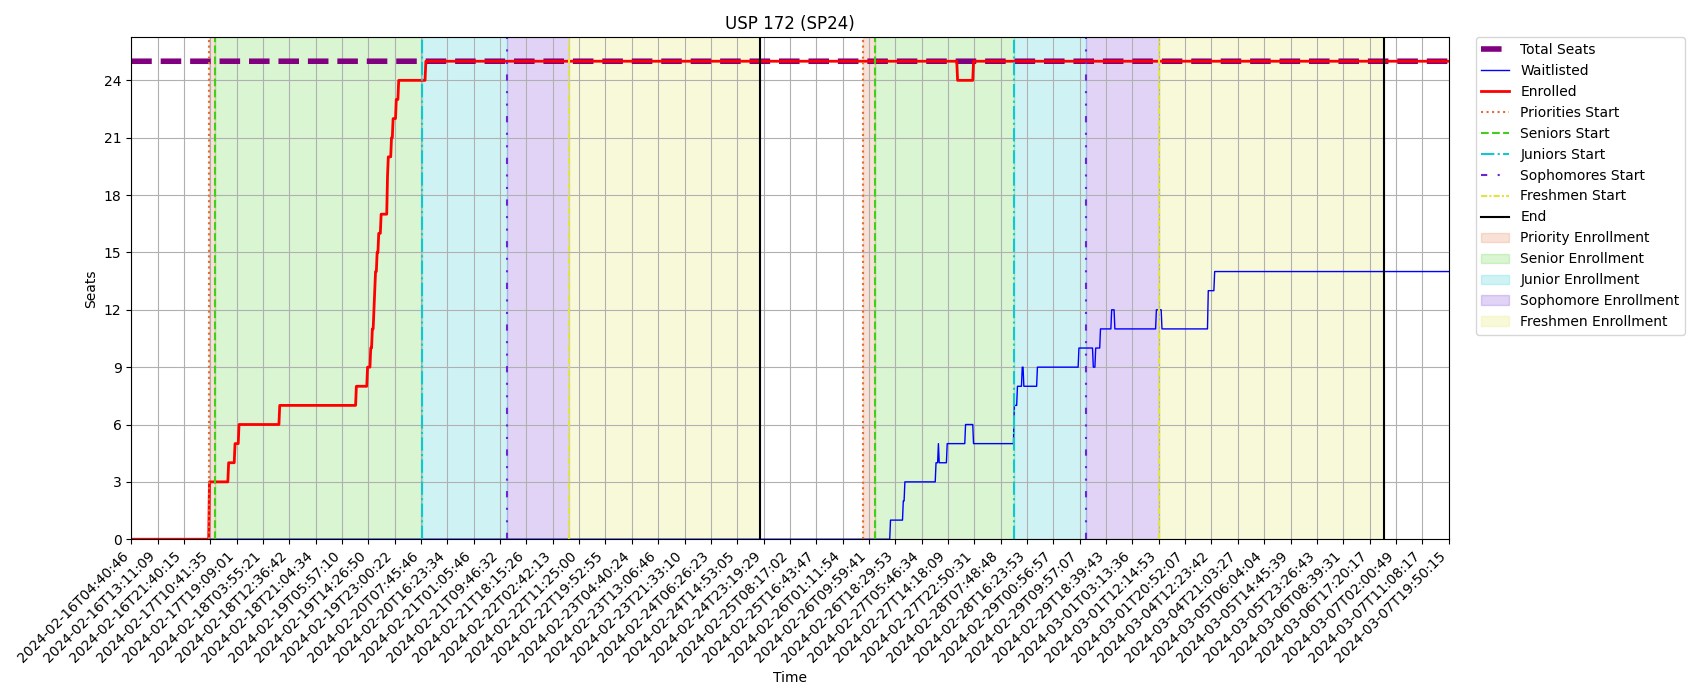 USP 172 (SP24)
Total Seats
Waitlisted
Enrolled
Priorities Start
Seniors Start
Juniors Start
Sophomores Start
Freshmen Start
End
Priority Enrollment
Senior Enrollment
Junior Enrollment
Sophomore Enrollment
Freshmen Enrollment
Seats
24
21
18
15
12
9
6
3
0
2024-02-16T04:40:46
2024-02-16T13:11:09
2024-02-16T21:40:15
2024-02-17T10:41:35
2024-02-17T19:09:01
2024-02-18T03:55:21
2024-02-18T12:36:42
2024-02-18T21:04:34
2024-02-19T05:57:10
2024-02-19T14:26:50
2024-02-19T23:00:22
2024-02-20T07:45:46
2024-02-20T16:23:34
2024-02-21T01:05:46
2024-02-21T09:46:32
2024-02-21T18:15:26
2024-02-22T02:42:13
2024-02-22T11:25:00
2024-02-22T19:52:55
2024-02-23T04:40:24
2024-02-23T13:06:46
2024-02-23T21:33:10
2024-02-24T06:26:23
2024-02-24T14:53:05
2024-02-24T23:19:29
2024-02-25T08:17:02
2024-02-25T16:43:47
2024-02-26T01:11:54
2024-02-26T09:59:41
2024-02-26T18:29:53
2024-02-27T05:46:34
2024-02-27T14:18:09
2024-02-27T22:50:31
2024-02-28T07:48:48
2024-02-28T16:23:53
2024-02-29T00:56:57
2024-02-29T09:57:07
2024-02-29T18:39:43
2024-03-01T03:13:36
2024-03-01T12:14:53
2024-03-01T20:52:07
2024-03-04T12:23:42
2024-03-04T21:03:27
2024-03-05T06:04:04
2024-03-05T14:45:39
2024-03-05T23:26:43
2024-03-06T08:39:31
2024-03-06T17:20:17
2024-03-07T02:00:49
2024-03-07T11:08:17
2024-03-07T19:50:15
Time